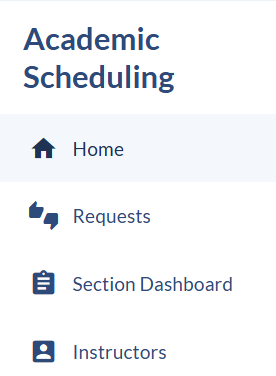 Academic
Scheduling
Home
Requests
Section Dashboard
Instructors